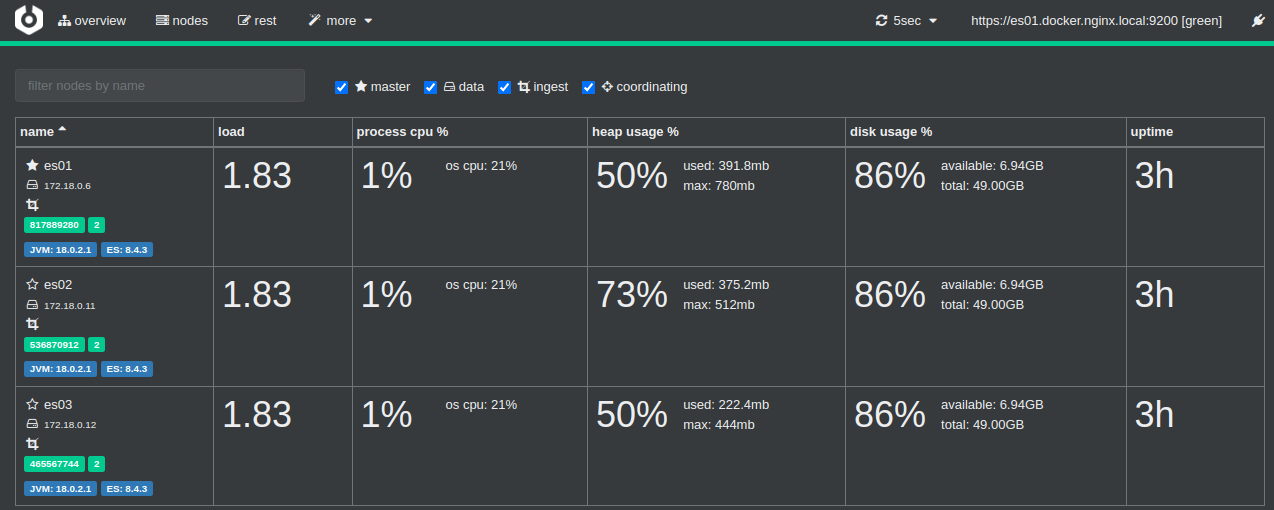 overview nodes rest more 5sec https://es01.docker.nginx.local:9200 [green]
filter nodes by name master data ingest coordinating
name load process cpu % heap usage % disk usage % uptime
es01 1.83 1% os cpu: 21% 50% used: 391.8mb 86% available: 6.94GB 3h
172.18.0.6 max: 780mb total: 49.00GB
817889280 2
JVM: 18.0.2.1 ES: 8.4.3
es02 1.83 1% os cpu: 21% 73% used: 375.2mb 86% available: 6.94GB 3h
172.18.0.11 max: 512mb total: 49.00GB
536870912 2
JVM: 18.0.2.1 ES: 8.4.3
es03 1.83 1% os cpu: 21% 50% used: 222.4mb 86% available: 6.94GB 3h
172.18.0.12 max: 444mb total: 49.00GB
465567744 2
JVM: 18.0.2.1 ES: 8.4.3